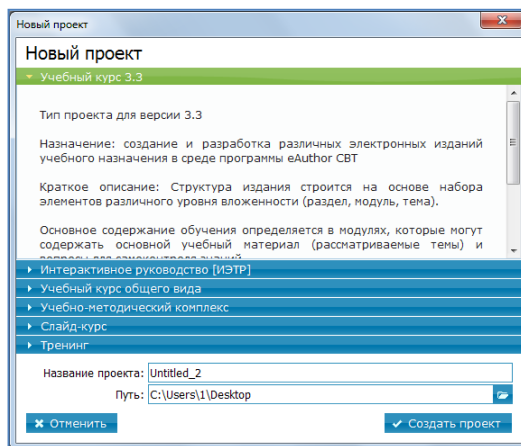 Новый проект
Новый проект
Учебный курс 3.3
Тип проекта для версии 3.3
Назначение: создание и разработка различных электронных изданий
учебного назначения в среде программы eAuthor CBT
Краткое описание: Структура издания строится на основе набора
элементов различного уровня вложенности (раздел, модуль, тема).
Основное содержание обучения определяется в модулях, которые могут
содержать основной учебный материал (рассматриваемые темы) и
вопросы для самоконтроля знаний
Интерактивное руководство [ИЭТР]
Учебный курс общего вида
Учебно-методический комплекс
Слайд-курс
Тренинг
Название проекта: Untitled_2
Путь: C:\Users\1\Desktop
Отменить
Создать проект